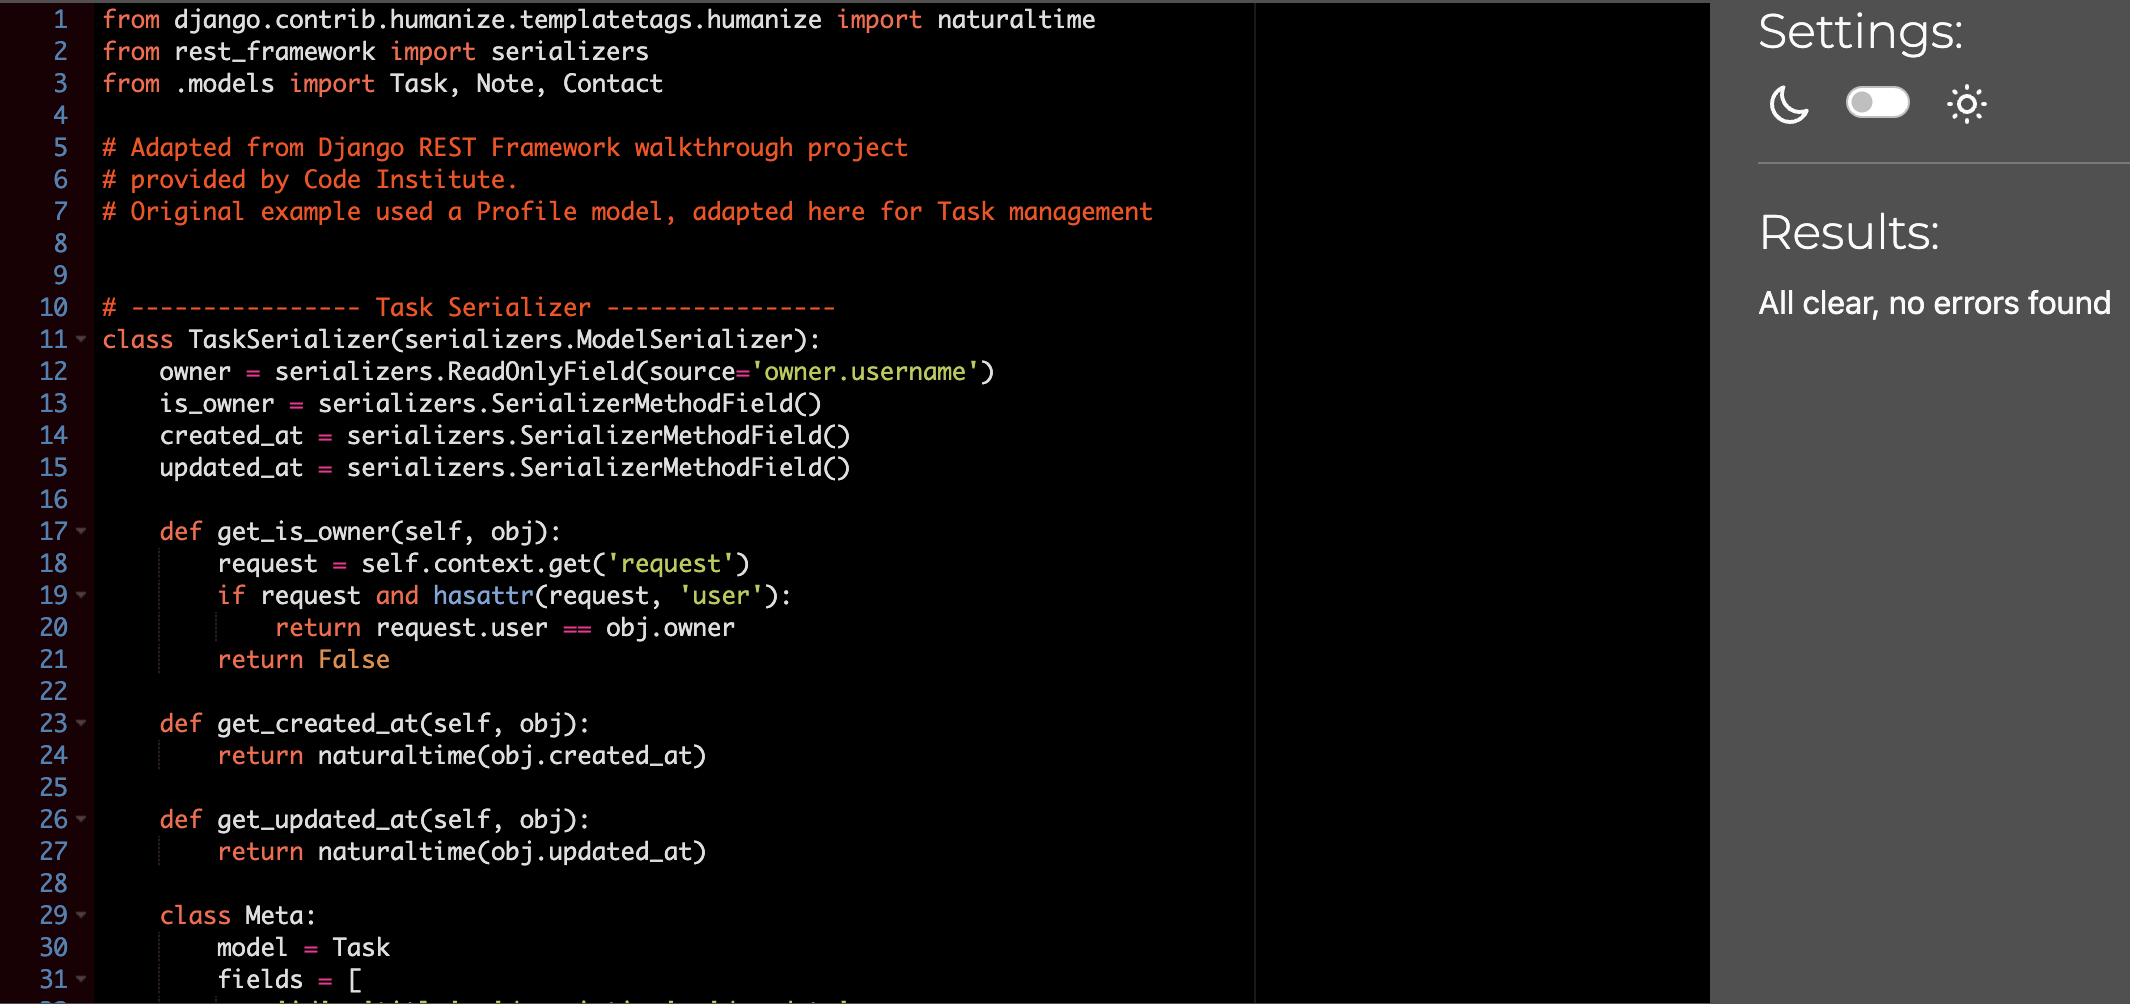 1 from django.contrib.humanize.templatetags.humanize import naturaltime
2 from rest_framework import serializers
3 from .models import Task, Note, Contact
4
5 # Adapted from Django REST Framework walkthrough project
6 # provided by Code Institute.
7 # Original example used a Profile model, adapted here for Task management
8
9
10 # ---------------- Task Serializer ----------------
11 class TaskSerializer(serializers.ModelSerializer):
12     owner = serializers.ReadOnlyField(source='owner.username')
13     is_owner = serializers.SerializerMethodField()
14     created_at = serializers.SerializerMethodField()
15     updated_at = serializers.SerializerMethodField()
16
17     def get_is_owner(self, obj):
18         request = self.context.get('request')
19         if request and hasattr(request, 'user'):
20             return request.user == obj.owner
21         return False
22
23     def get_created_at(self, obj):
24         return naturaltime(obj.created_at)
25
26     def get_updated_at(self, obj):
27         return naturaltime(obj.updated_at)
28
29     class Meta:
30         model = Task
31         fields = [
Settings:
Results:
All clear, no errors found